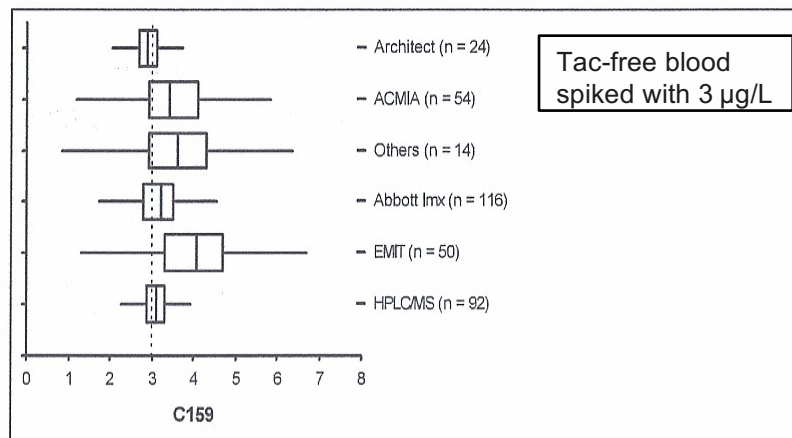 Architect (n = 24)
Tac-free blood
spiked with 3 µg/L
ACMIA (n = 54)
Others (n = 14)
Abbott Imx (n = 116)
EMIT (n = 50)
HPLC/MS (n = 92)
0 1 2 3 4 5 6 7 8
C159